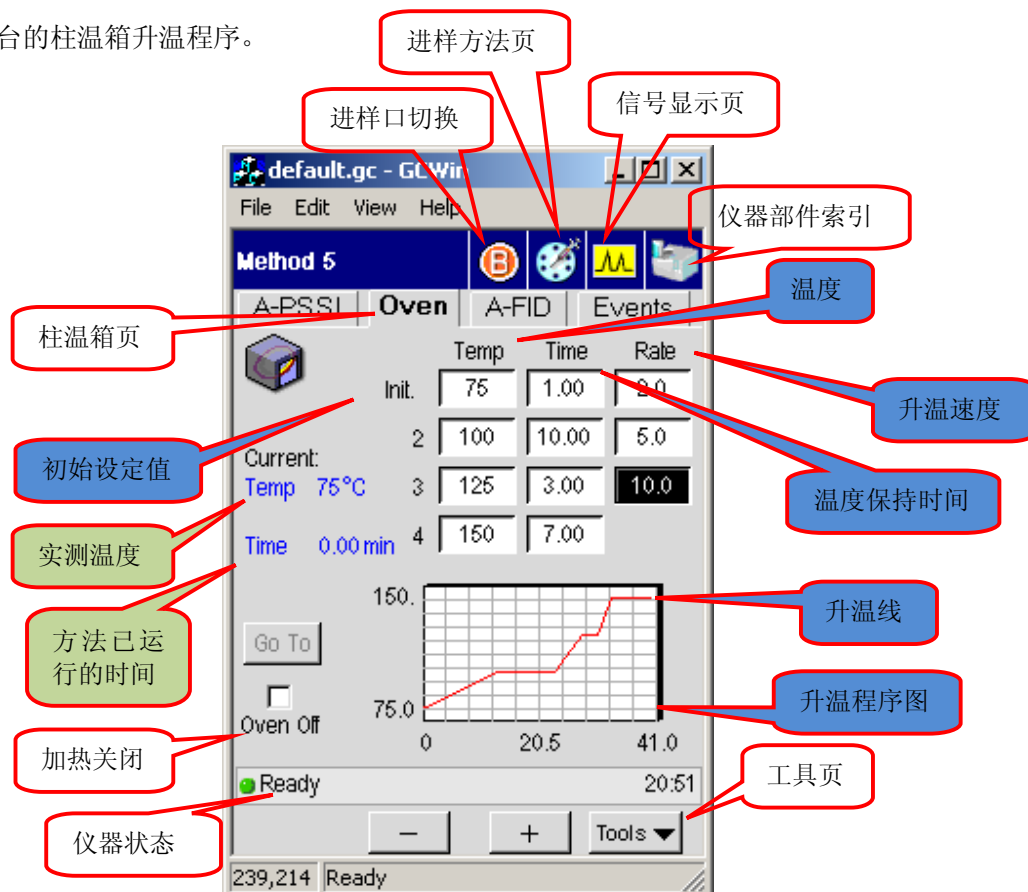 台的柱温箱升温程序。
进样方法页
进样口切换
信号显示页
default.gc - GCWin
File Edit View Help
仪器部件索引
Method 5
B
温度
A-PSSI Oven A-FID Events
柱温箱页
Temp Time Rate
Init. 75 1.00 2.0
升温速度
2 100 10.00 5.0
初始设定值
Current:
Temp 75°C
3 125 3.00 10.0
温度保持时间
实测温度
Time 0.00 min
4 150 7.00
150.
升温线
方法已运
行的时间
Go To
升温程序图
75.0
Oven Off
0 20.5 41.0
加热关闭
工具页
Ready 20:51
仪器状态
− + Tools
239,214 Ready